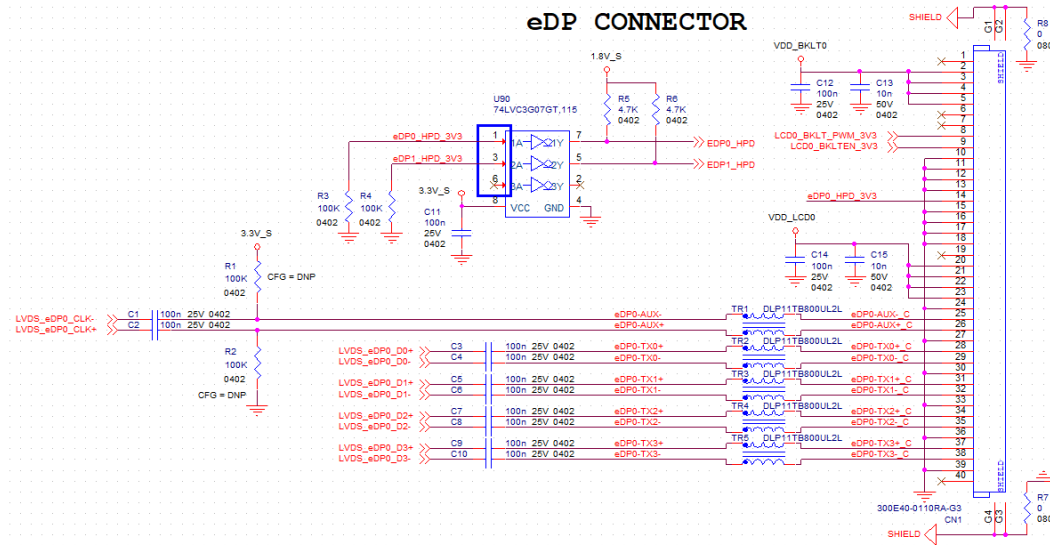 eDP CONNECTOR
SHIELD
G1
G2
R8
0
080
VDD_BKLT0
C12
100n
25V
0402
C13
10n
50V
0402
1.8V_S
R5
4.7K
0402
R6
4.7K
0402
U90
74LVC3G07GT,115
eDP0_HPD_3V3
1
1A
1Y
7
EDP0_HPD
eDP1_HPD_3V3
3
2A
2Y
5
EDP1_HPD
6
3A
3Y
2
8
VCC
GND
4
R3
100K
0402
R4
100K
0402
3.3V_S
C11
100n
25V
0402
LCD0_BKLT_PWM_3V3
LCD0_BKLTEN_3V3
eDP0_HPD_3V3
VDD_LCD0
C14
100n
25V
0402
C15
10n
50V
0402
3.3V_S
R1
100K
0402
CFG = DNP
LVDS_eDP0_CLK-
C1
100n 25V 0402
eDP0-AUX-
TR1
DLP11TB800UL2L
eDP0-AUX-_C
LVDS_eDP0_CLK+
C2
100n 25V 0402
eDP0-AUX+
eDP0-AUX+_C
R2
100K
0402
CFG = DNP
LVDS_eDP0_D0+
C3
100n 25V 0402
eDP0-TX0+
TR2
DLP11TB800UL2L
eDP0-TX0+_C
LVDS_eDP0_D0-
C4
100n 25V 0402
eDP0-TX0-
eDP0-TX0-_C
LVDS_eDP0_D1+
C5
100n 25V 0402
eDP0-TX1+
TR3
DLP11TB800UL2L
eDP0-TX1+_C
LVDS_eDP0_D1-
C6
100n 25V 0402
eDP0-TX1-
eDP0-TX1-_C
LVDS_eDP0_D2+
C7
100n 25V 0402
eDP0-TX2+
TR4
DLP11TB800UL2L
eDP0-TX2+_C
LVDS_eDP0_D2-
C8
100n 25V 0402
eDP0-TX2-
eDP0-TX2-_C
LVDS_eDP0_D3+
C9
100n 25V 0402
eDP0-TX3+
TR5
DLP11TB800UL2L
eDP0-TX3+_C
LVDS_eDP0_D3-
C10
100n 25V 0402
eDP0-TX3-
eDP0-TX3-_C
1
2
3
4
5
6
7
8
9
10
11
12
13
14
15
16
17
18
19
20
21
22
23
24
25
26
27
28
29
30
31
32
33
34
35
36
37
38
39
40
SHIELD
SHIELD
300E40-0110RA-G3
CN1
G4
G3
R7
0
080
SHIELD